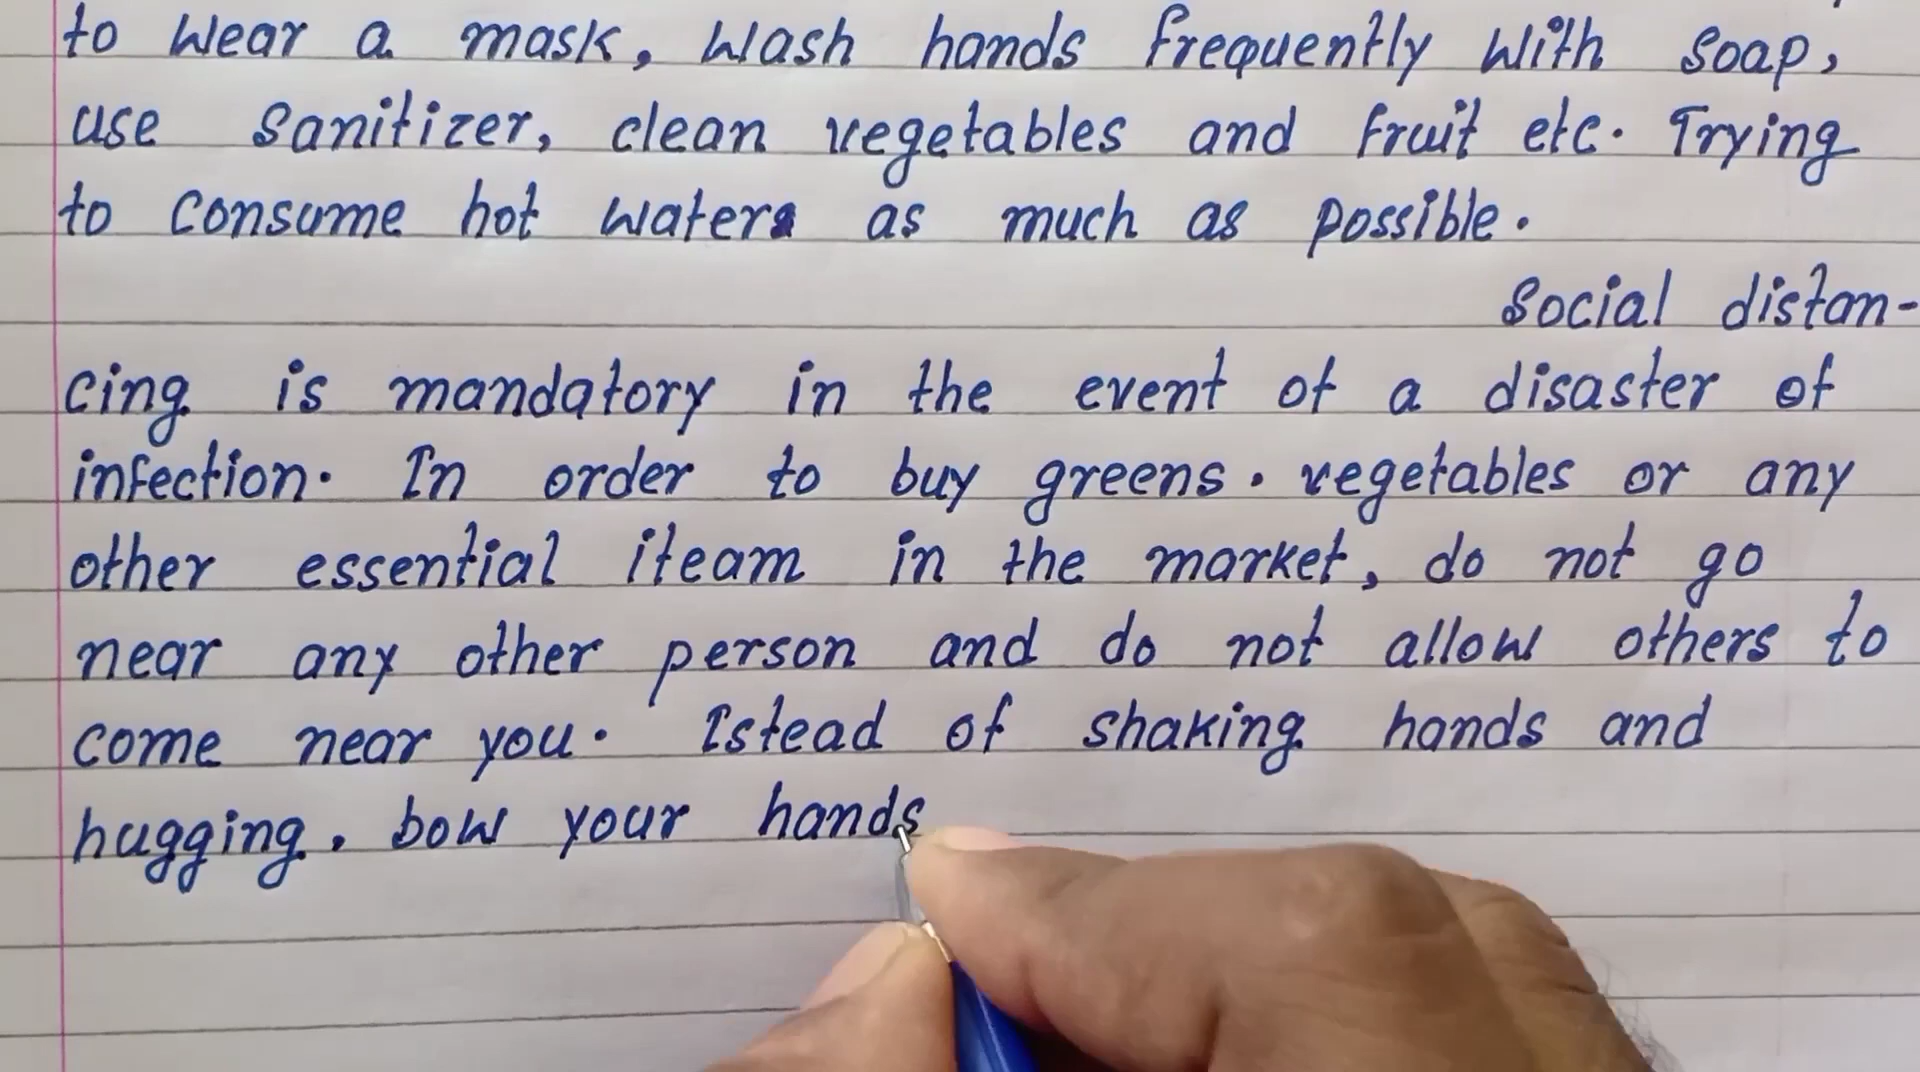 to wear a mask, wash hands frequently with soap,
use sanitizer, clean vegetables and fruit etc. Trying
to consume hot waters as much as possible.
Social distan-
cing is mandatory in the event of a disaster of
infection. In order to buy greens. vegetables or any
other essential iteam in the market, do not go
near any other person and do not allow others to
come near you. Istead of shaking hands and
hugging. bow your hands